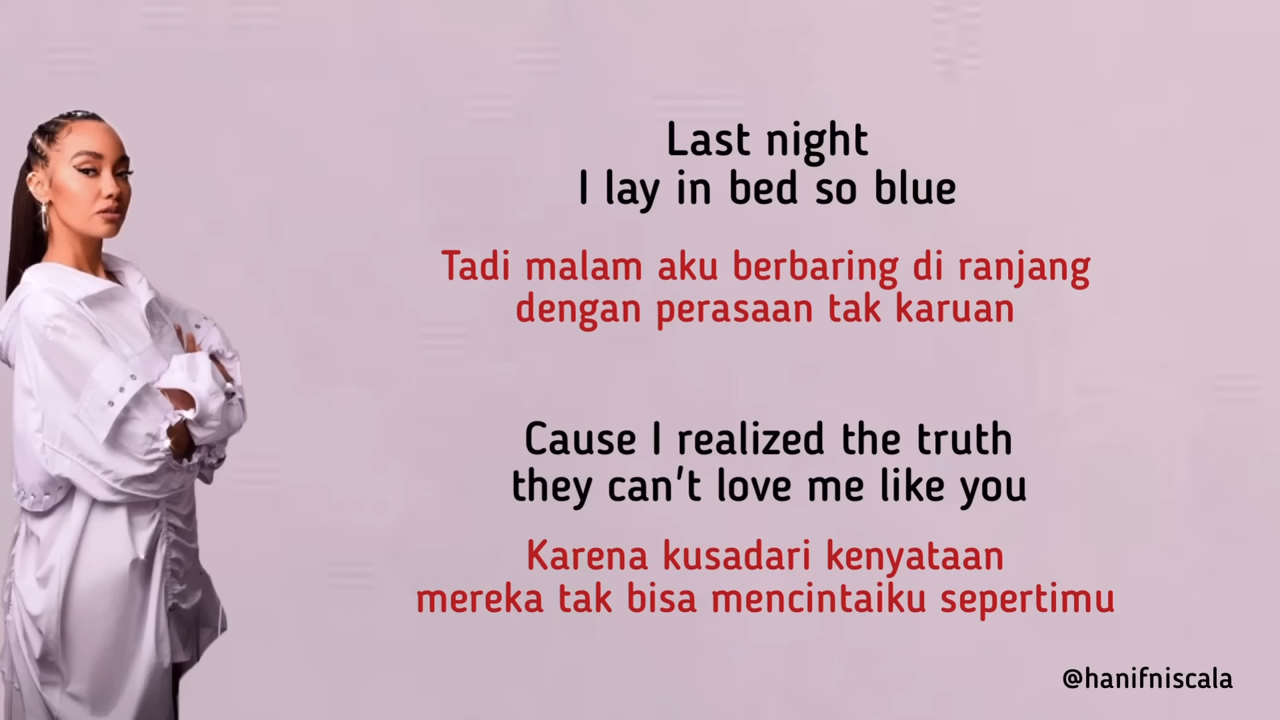 Last night
I lay in bed so blue
Tadi malam aku berbaring di ranjang
dengan perasaan tak karuan
Cause I realized the truth
they can't love me like you
Karena kusadari kenyataan
mereka tak bisa mencintaiku sepertimu
@hanifniscala